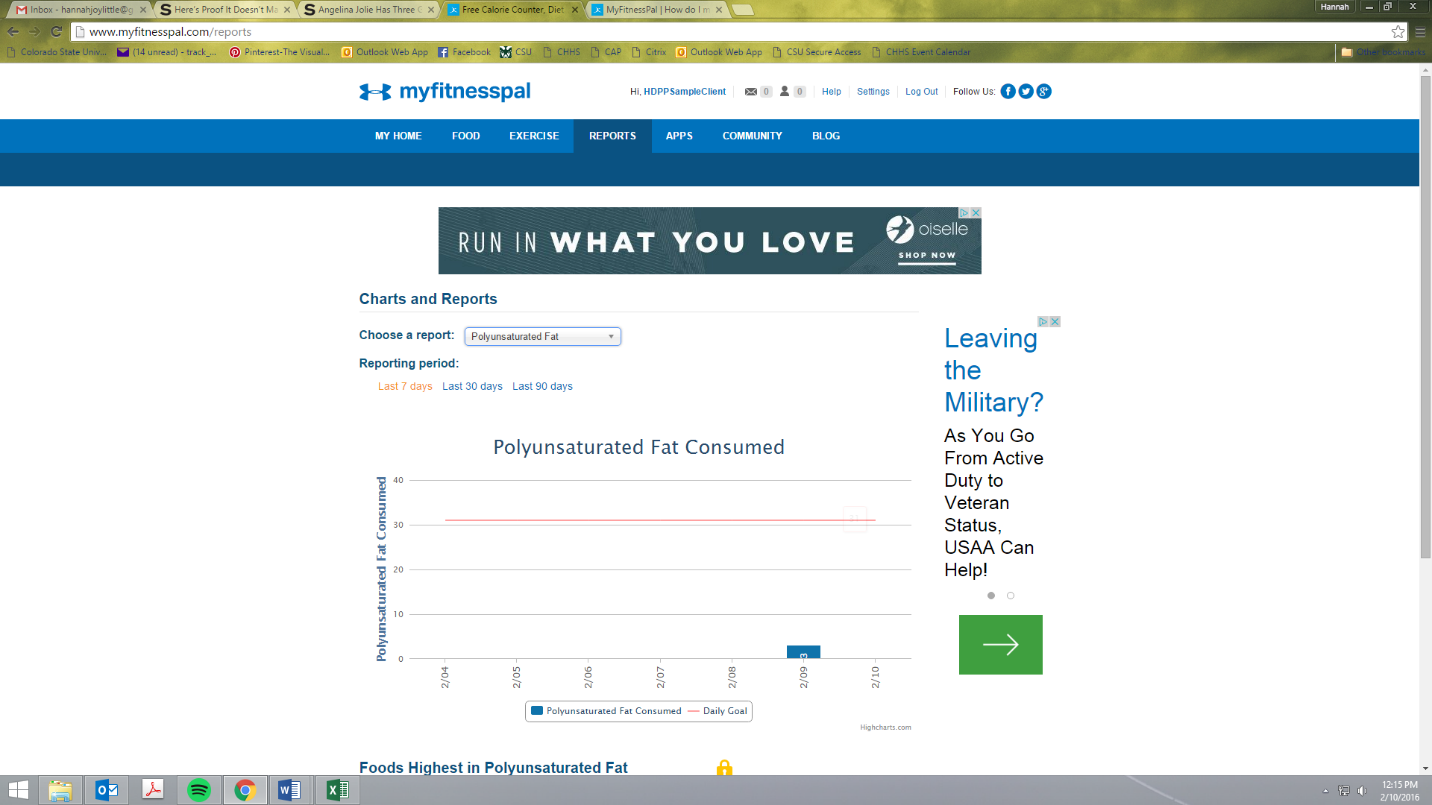 Inbox - hannahjoylittle@g
Here's Proof It Doesn't Ma
Angelina Jolie Has Three C
Free Calorie Counter, Diet
MyFitnessPal | How do I m
Hannah
www.myfitnesspal.com/reports
Colorado State Univ...
(14 unread) - track_...
Pinterest-The Visual...
Outlook Web App
Facebook
CSU
CHHS
CAP
Citrix
Outlook Web App
CSU Secure Access
CHHS Event Calendar
Other bookmarks
myfitnesspal
Hi, HDPPSampleClient
0
0
Help
Settings
Log Out
Follow Us:
MY HOME
FOOD
EXERCISE
REPORTS
APPS
COMMUNITY
BLOG
RUN IN WHAT YOU LOVE
oiselle
SHOP NOW
Charts and Reports
Choose a report:
Polyunsaturated Fat
Reporting period:
Last 7 days
Last 30 days
Last 90 days
Polyunsaturated Fat Consumed
Polyunsaturated Fat Consumed
40
30
20
10
0
3
2/04
2/05
2/06
2/07
2/08
2/09
2/10
Polyunsaturated Fat Consumed
Daily Goal
Highcharts.com
Leaving
the
Military?
As You Go
From Active
Duty to
Veteran
Status,
USAA Can
Help!
Foods Highest in Polyunsaturated Fat
12:15 PM
2/10/2016